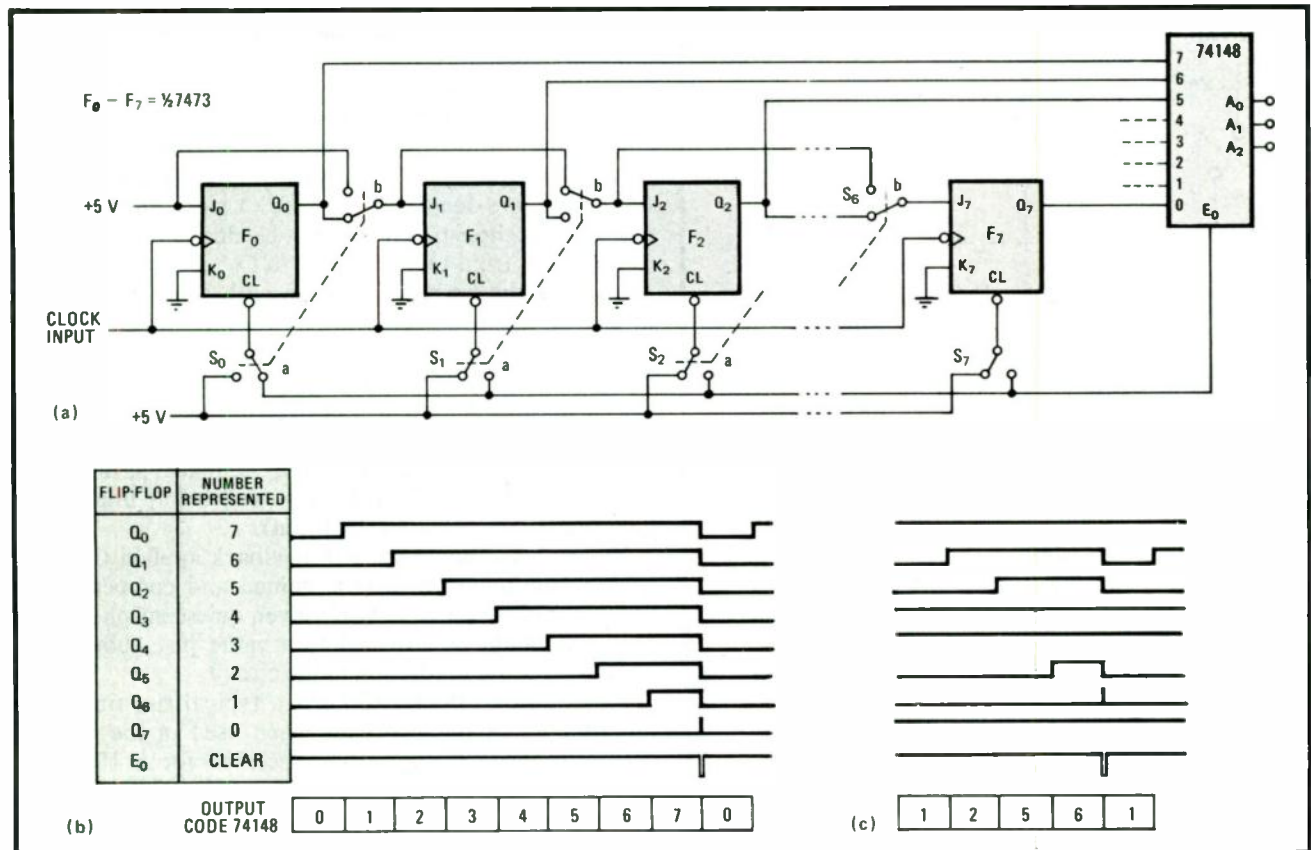 74148
7
6
5
4
3
2
1
0
A0
A1
A2
E0
F0 – F7 = ½7473
+5 V
J0 Q0
F0
K0
CL
b
J1 Q1
F1
K1
CL
b
J2 Q2
F2
K2
CL
S6 b
J7 Q7
F7
K7
CL
CLOCK
INPUT
S0 a
S1 a
S2 a
S7
+5 V
(a)
FLIP-FLOP NUMBER REPRESENTED
Q0 7
Q1 6
Q2 5
Q3 4
Q4 3
Q5 2
Q6 1
Q7 0
E0 CLEAR
(b) OUTPUT CODE 74148 0 1 2 3 4 5 6 7 0
(c) 1 2 5 6 1